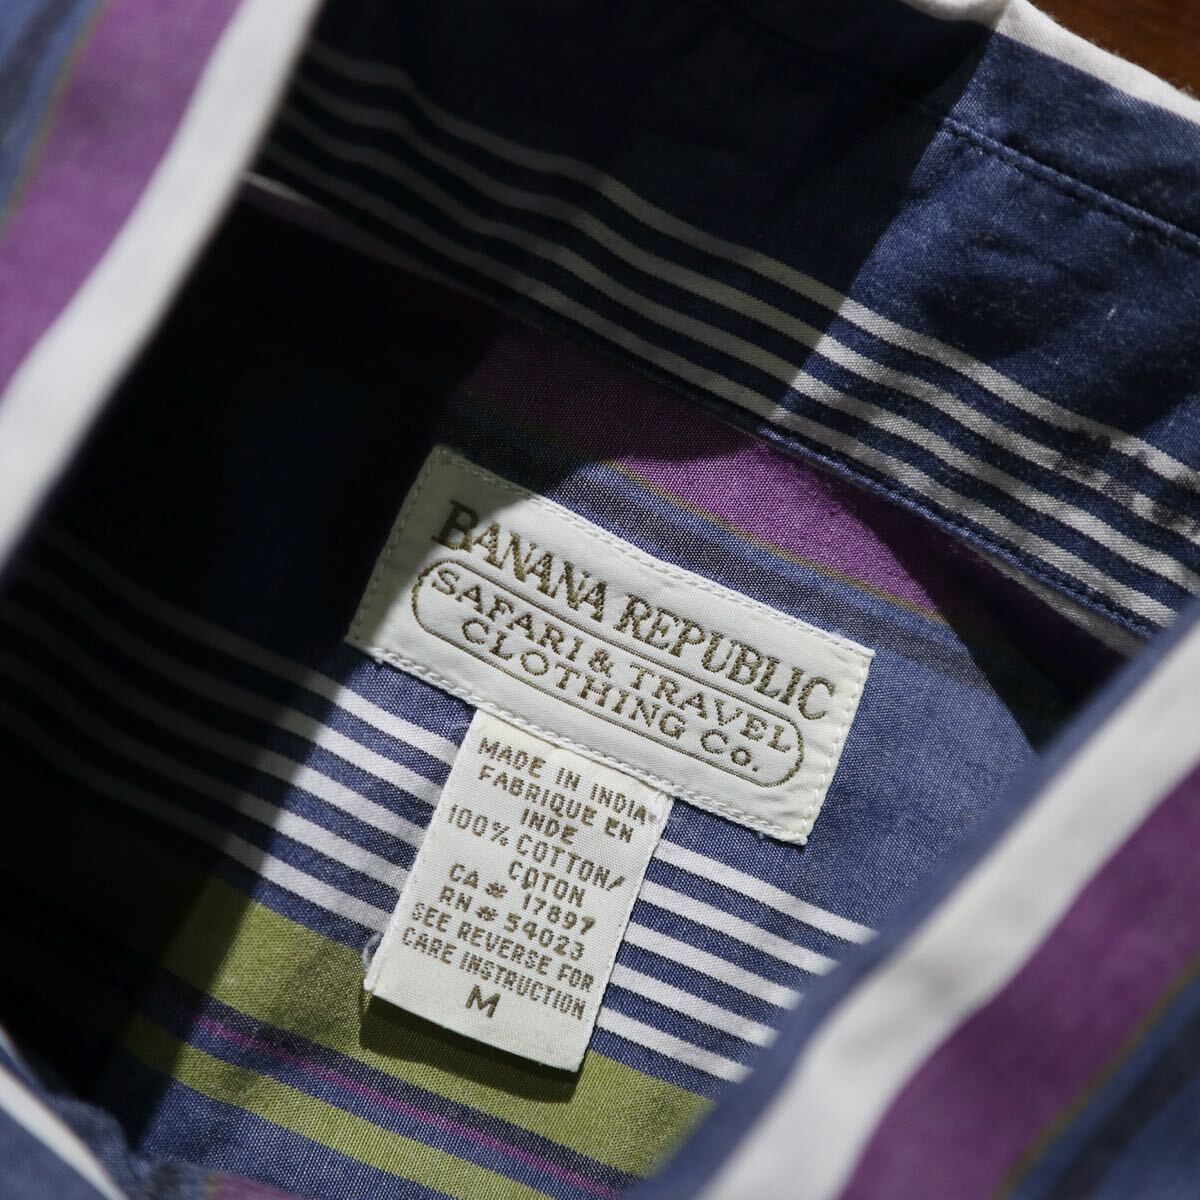 BANANA REPUBLIC
SAFARI & TRAVEL
CLOTHING CO.
MADE IN INDIA
FABRIQUE EN
INDE
100% COTTON/
COTON
CA# 17897
RN# 54023
SEE REVERSE FOR
CARE INSTRUCTION
M